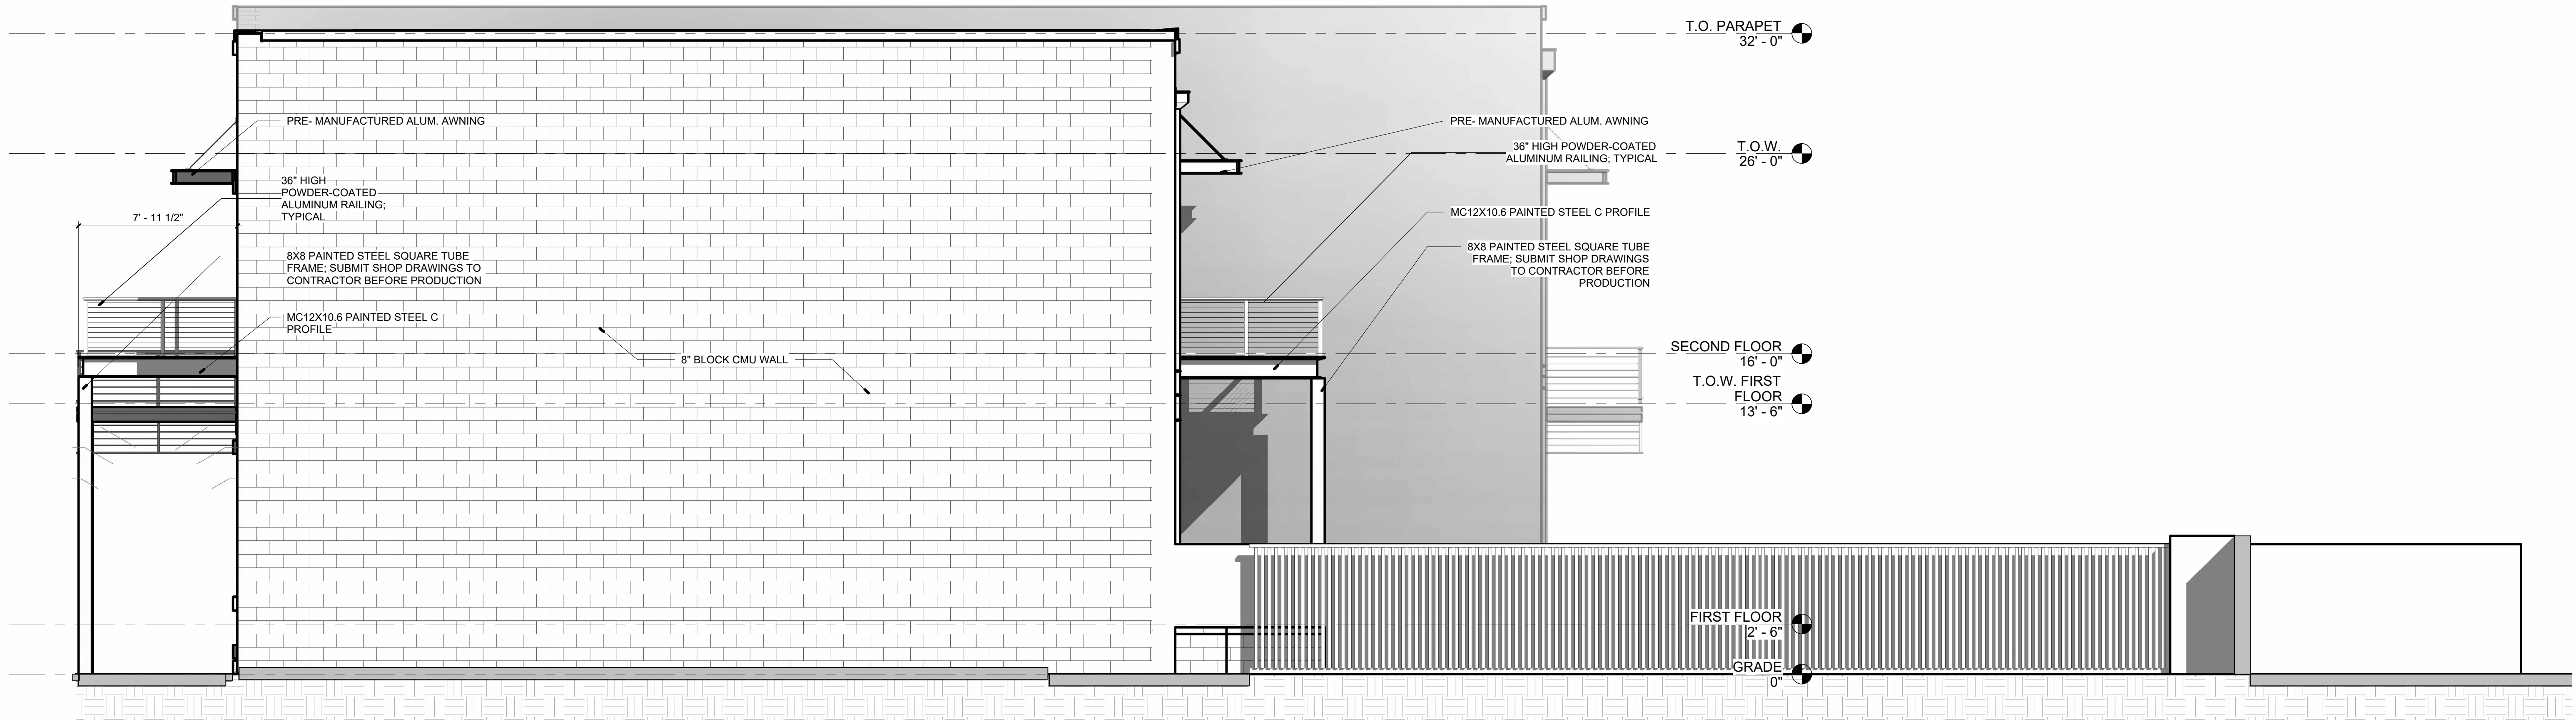 T.O. PARAPET
32' - 0"
PRE- MANUFACTURED ALUM. AWNING
36" HIGH
POWDER-COATED
ALUMINUM RAILING;
TYPICAL
7' - 11 1/2"
8X8 PAINTED STEEL SQUARE TUBE
FRAME; SUBMIT SHOP DRAWINGS TO
CONTRACTOR BEFORE PRODUCTION
MC12X10.6 PAINTED STEEL C
PROFILE
8" BLOCK CMU WALL
PRE- MANUFACTURED ALUM. AWNING
36" HIGH POWDER-COATED
ALUMINUM RAILING; TYPICAL
T.O.W.
26' - 0"
MC12X10.6 PAINTED STEEL C PROFILE
8X8 PAINTED STEEL SQUARE TUBE
FRAME; SUBMIT SHOP DRAWINGS
TO CONTRACTOR BEFORE
PRODUCTION
SECOND FLOOR
16' - 0"
T.O.W. FIRST
FLOOR
13' - 6"
FIRST FLOOR
2' - 6"
GRADE
0"